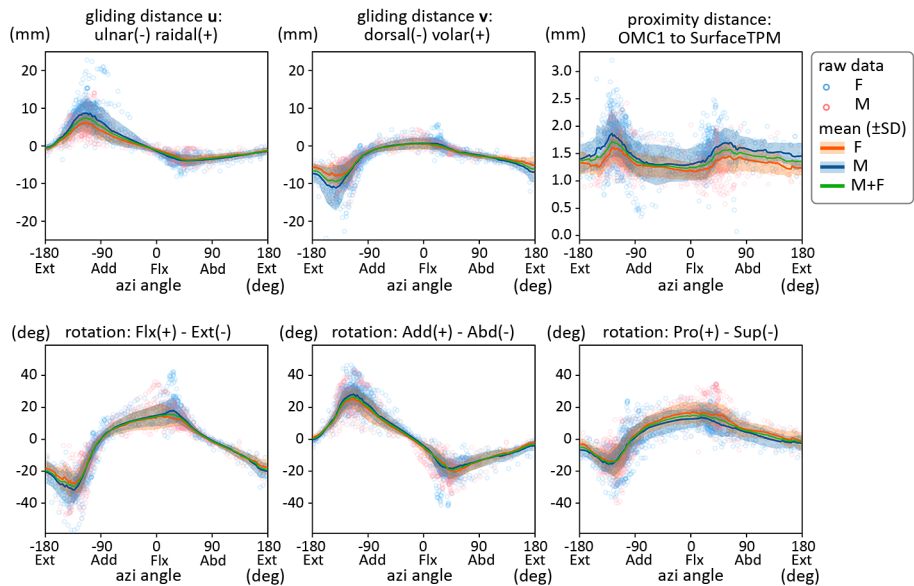 gliding distance u:
(mm) ulnar(-) raidal(+)
20
10
0
-10
-20
-180 -90 0 90 180
Ext Add Flx Abd Ext
azi angle (deg)
gliding distance v:
(mm) dorsal(-) volar(+)
20
10
0
-10
-20
-180 -90 0 90 180
Ext Add Flx Abd Ext
azi angle (deg)
proximity distance:
(mm) OMC1 to SurfaceTPM
3.0
2.5
2.0
1.5
1.0
0.5
0.0
-180 -90 0 90 180
Ext Add Flx Abd Ext
azi angle (deg)
raw data
F
M
mean (±SD)
F
M
M+F
(deg) rotation: Flx(+) - Ext(-)
40
20
0
-20
-40
-180 -90 0 90 180
Ext Add Flx Abd Ext
azi angle (deg)
(deg) rotation: Add(+) - Abd(-)
40
20
0
-20
-40
-180 -90 0 90 180
Ext Add Flx Abd Ext
azi angle (deg)
(deg) rotation: Pro(+) - Sup(-)
40
20
0
-20
-40
-180 -90 0 90 180
Ext Add Flx Abd Ext
azi angle (deg)